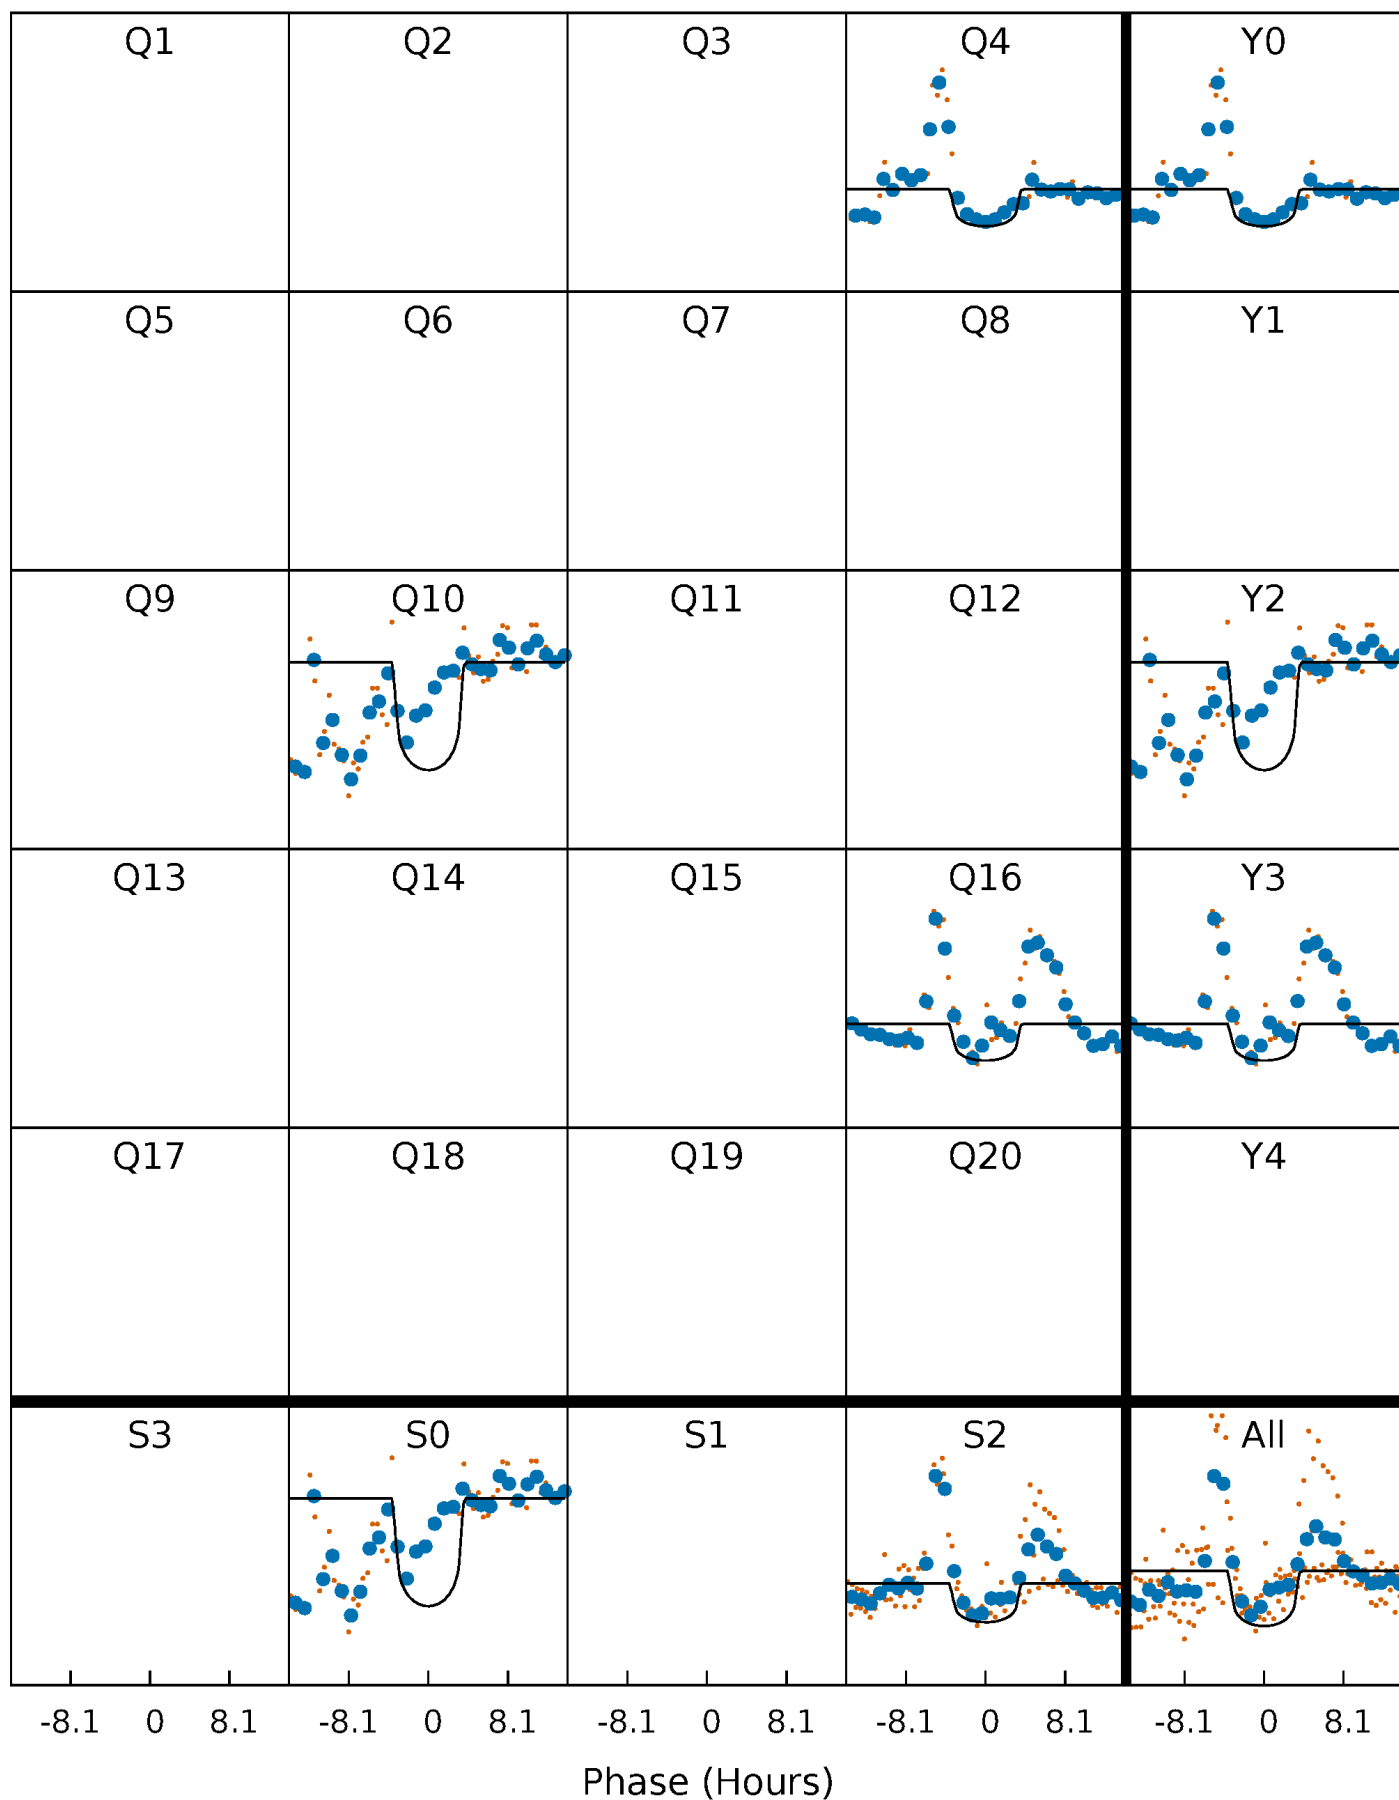 Q1 Q2 Q3 Q4 Y0
Q5 Q6 Q7 Q8 Y1
Q9 Q10 Q11 Q12 Y2
Q13 Q14 Q15 Q16 Y3
Q17 Q18 Q19 Q20 Y4
S3 S0 S1 S2 All
-8.1 0 8.1 -8.1 0 8.1 -8.1 0 8.1 -8.1 0 8.1 -8.1 0 8.1
Phase (Hours)